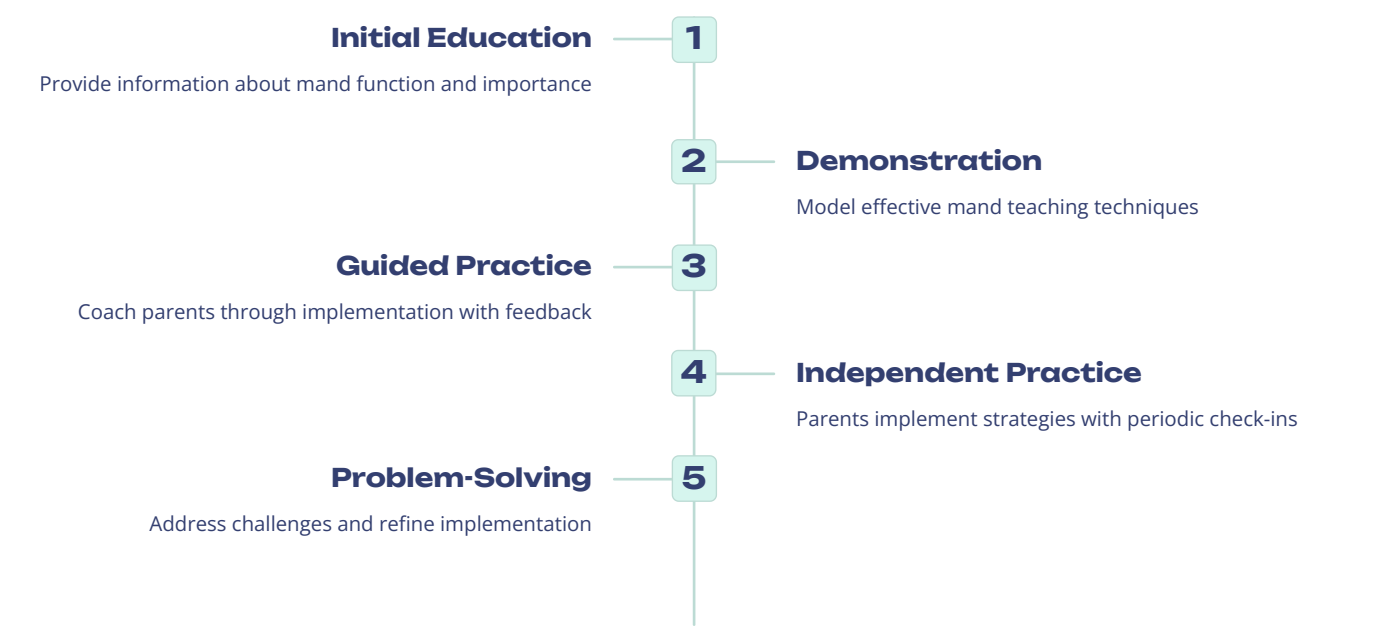 Initial Education
1
Provide information about mand function and importance
2
Demonstration
Model effective mand teaching techniques
Guided Practice
3
Coach parents through implementation with feedback
4
Independent Practice
Parents implement strategies with periodic check-ins
Problem-Solving
5
Address challenges and refine implementation